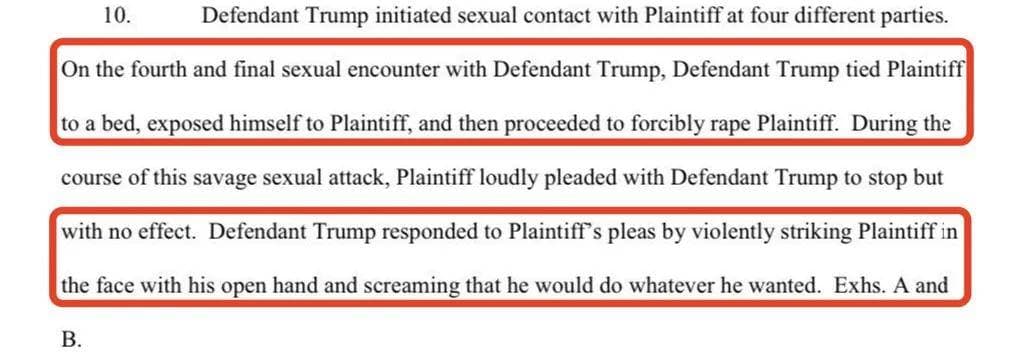 10. Defendant Trump initiated sexual contact with Plaintiff at four different parties.
On the fourth and final sexual encounter with Defendant Trump, Defendant Trump tied Plaintiff
to a bed, exposed himself to Plaintiff, and then proceeded to forcibly rape Plaintiff. During the
course of this savage sexual attack, Plaintiff loudly pleaded with Defendant Trump to stop but
with no effect. Defendant Trump responded to Plaintiff's pleas by violently striking Plaintiff in
the face with his open hand and screaming that he would do whatever he wanted. Exhs. A and
B.